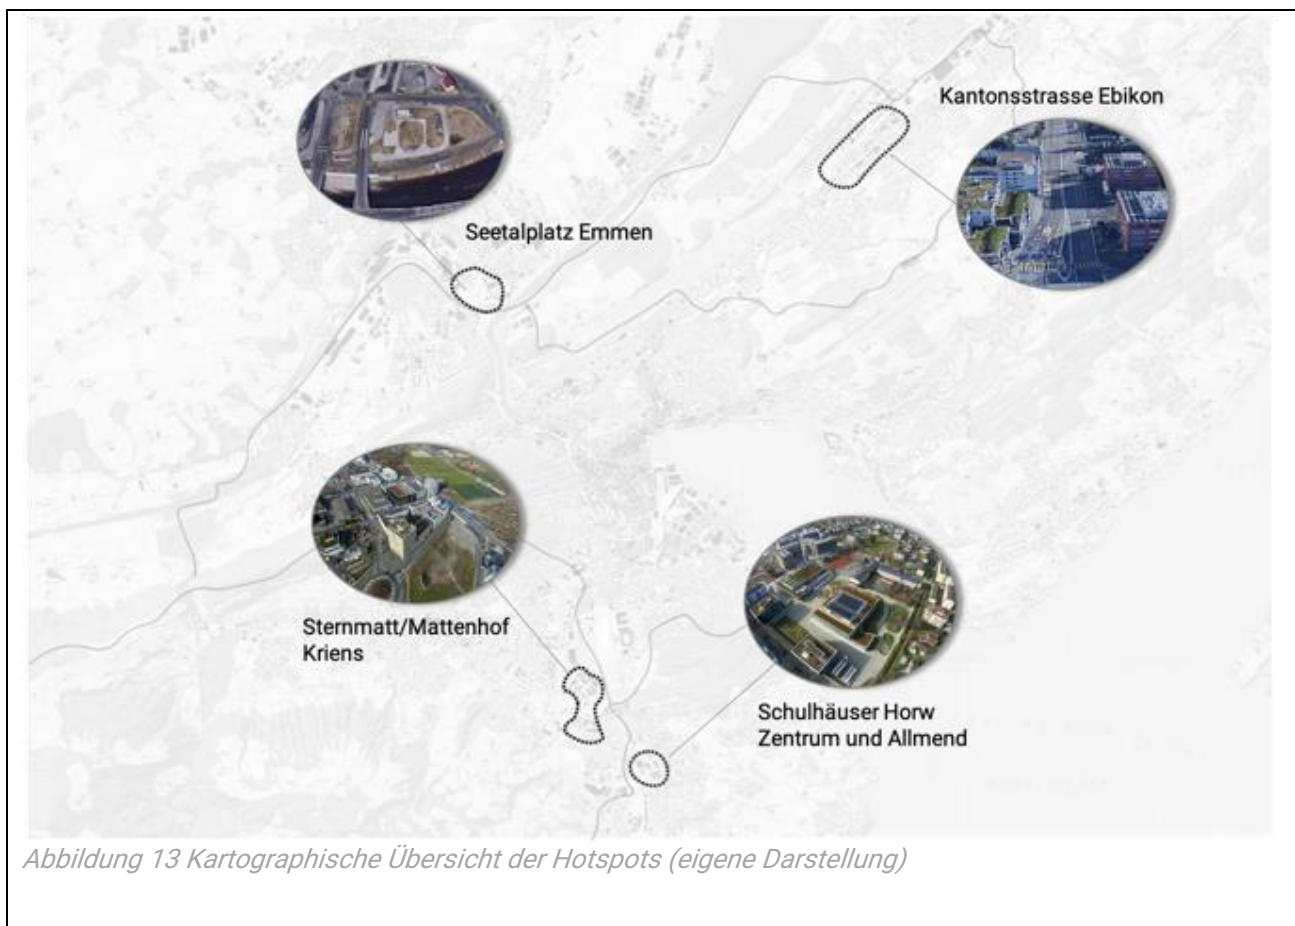 Kantonsstrasse Ebikon
Seetalplatz Emmen
Sternmatt/Mattenhof
Kriens
Schulhäuser Horw
Zentrum und Allmend
Abbildung 13 Kartographische Übersicht der Hotspots (eigene Darstellung)